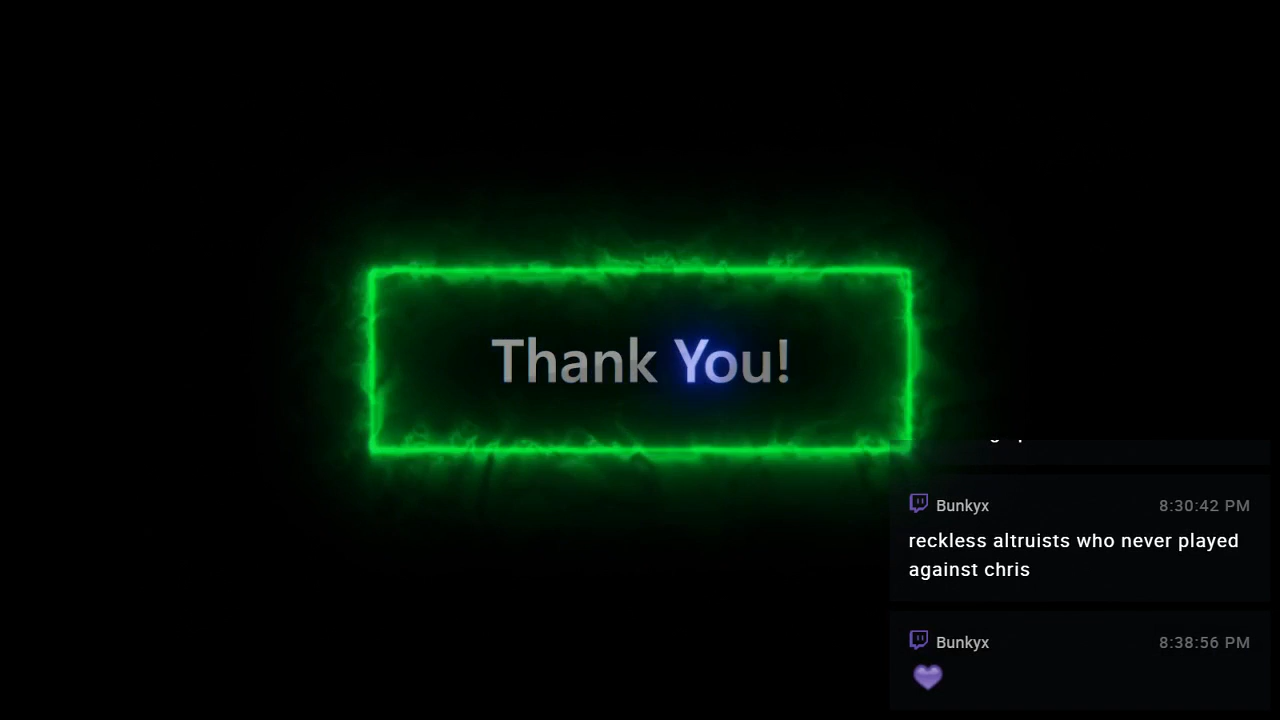 Thank You!
Bunkyx 8:30:42 PM
reckless altruists who never played
against chris
Bunkyx 8:38:56 PM